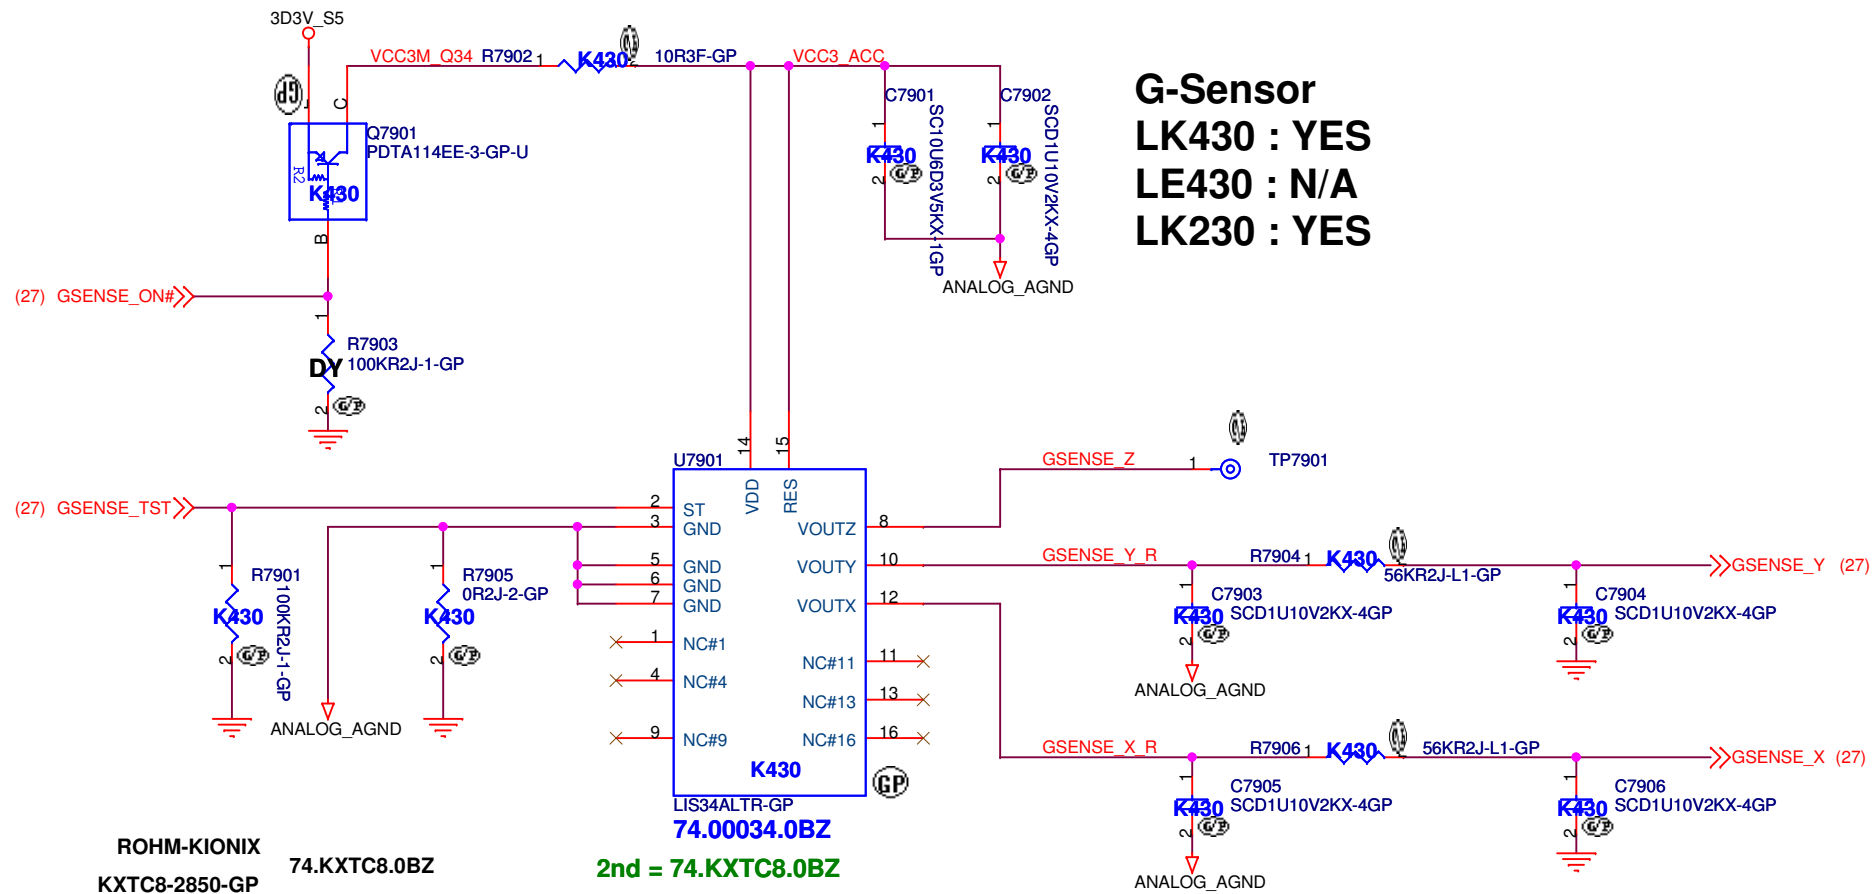 3D3V_S5
VCC3M_Q34
R7902
1
K430
2
10R3F-GP
VCC3_ACC
G-Sensor
LK430 : YES
LE430 : N/A
LK230 : YES
GP
C
Q7901
PDTA114EE-3-GP-U
R2
K430
B
C7901
SC10U6D3V5KX-1GP
1
K430
2
G/P
C7902
SCD1U10V2KX-4GP
1
K430
2
G/P
ANALOG_AGND
(27) GSENSE_ON#
1
R7903
100KR2J-1-GP
DY
2
G/P
U7901
14
15
VDD
RES
GSENSE_Z
1
TP7901
(27) GSENSE_TST
2
ST
3
GND
5
GND
6
GND
7
GND
1
NC#1
4
NC#4
9
NC#9
VOUTZ
8
VOUTY
10
VOUTX
12
NC#11
11
NC#13
13
NC#16
16
K430
GP
LIS34ALTR-GP
74.00034.0BZ
2nd = 74.KXTC8.0BZ
1
R7901
100KR2J-1-GP
K430
2
G/P
1
R7905
0R2J-2-GP
K430
2
G/P
ANALOG_AGND
GSENSE_Y_R
R7904
1
K430
56KR2J-L1-GP
GSENSE_Y (27)
1
C7903
SCD1U10V2KX-4GP
K430
2
G/P
ANALOG_AGND
1
C7904
SCD1U10V2KX-4GP
K430
2
G/P
GSENSE_X_R
R7906
1
K430
56KR2J-L1-GP
GSENSE_X (27)
1
C7905
SCD1U10V2KX-4GP
K430
2
G/P
ANALOG_AGND
1
C7906
SCD1U10V2KX-4GP
K430
2
G/P
ROHM-KIONIX
KXTC8-2850-GP
74.KXTC8.0BZ